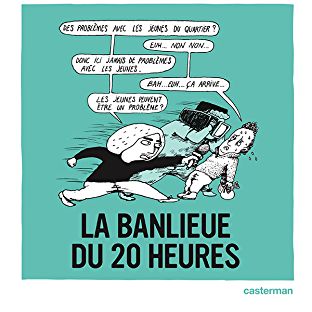 DES PROBLÈMES AVEC LES JEUNES DU QUARTIER ?
EUH... NON NON...
DONC ICI JAMAIS DE PROBLÈMES
AVEC LES JEUNES..
BAH...EUH...ÇA ARRIVE...
LES JEUNES PEUVENT
ÊTRE UN PROBLÈME ?
LA BANLIEUE
DU 20 HEURES
casterman